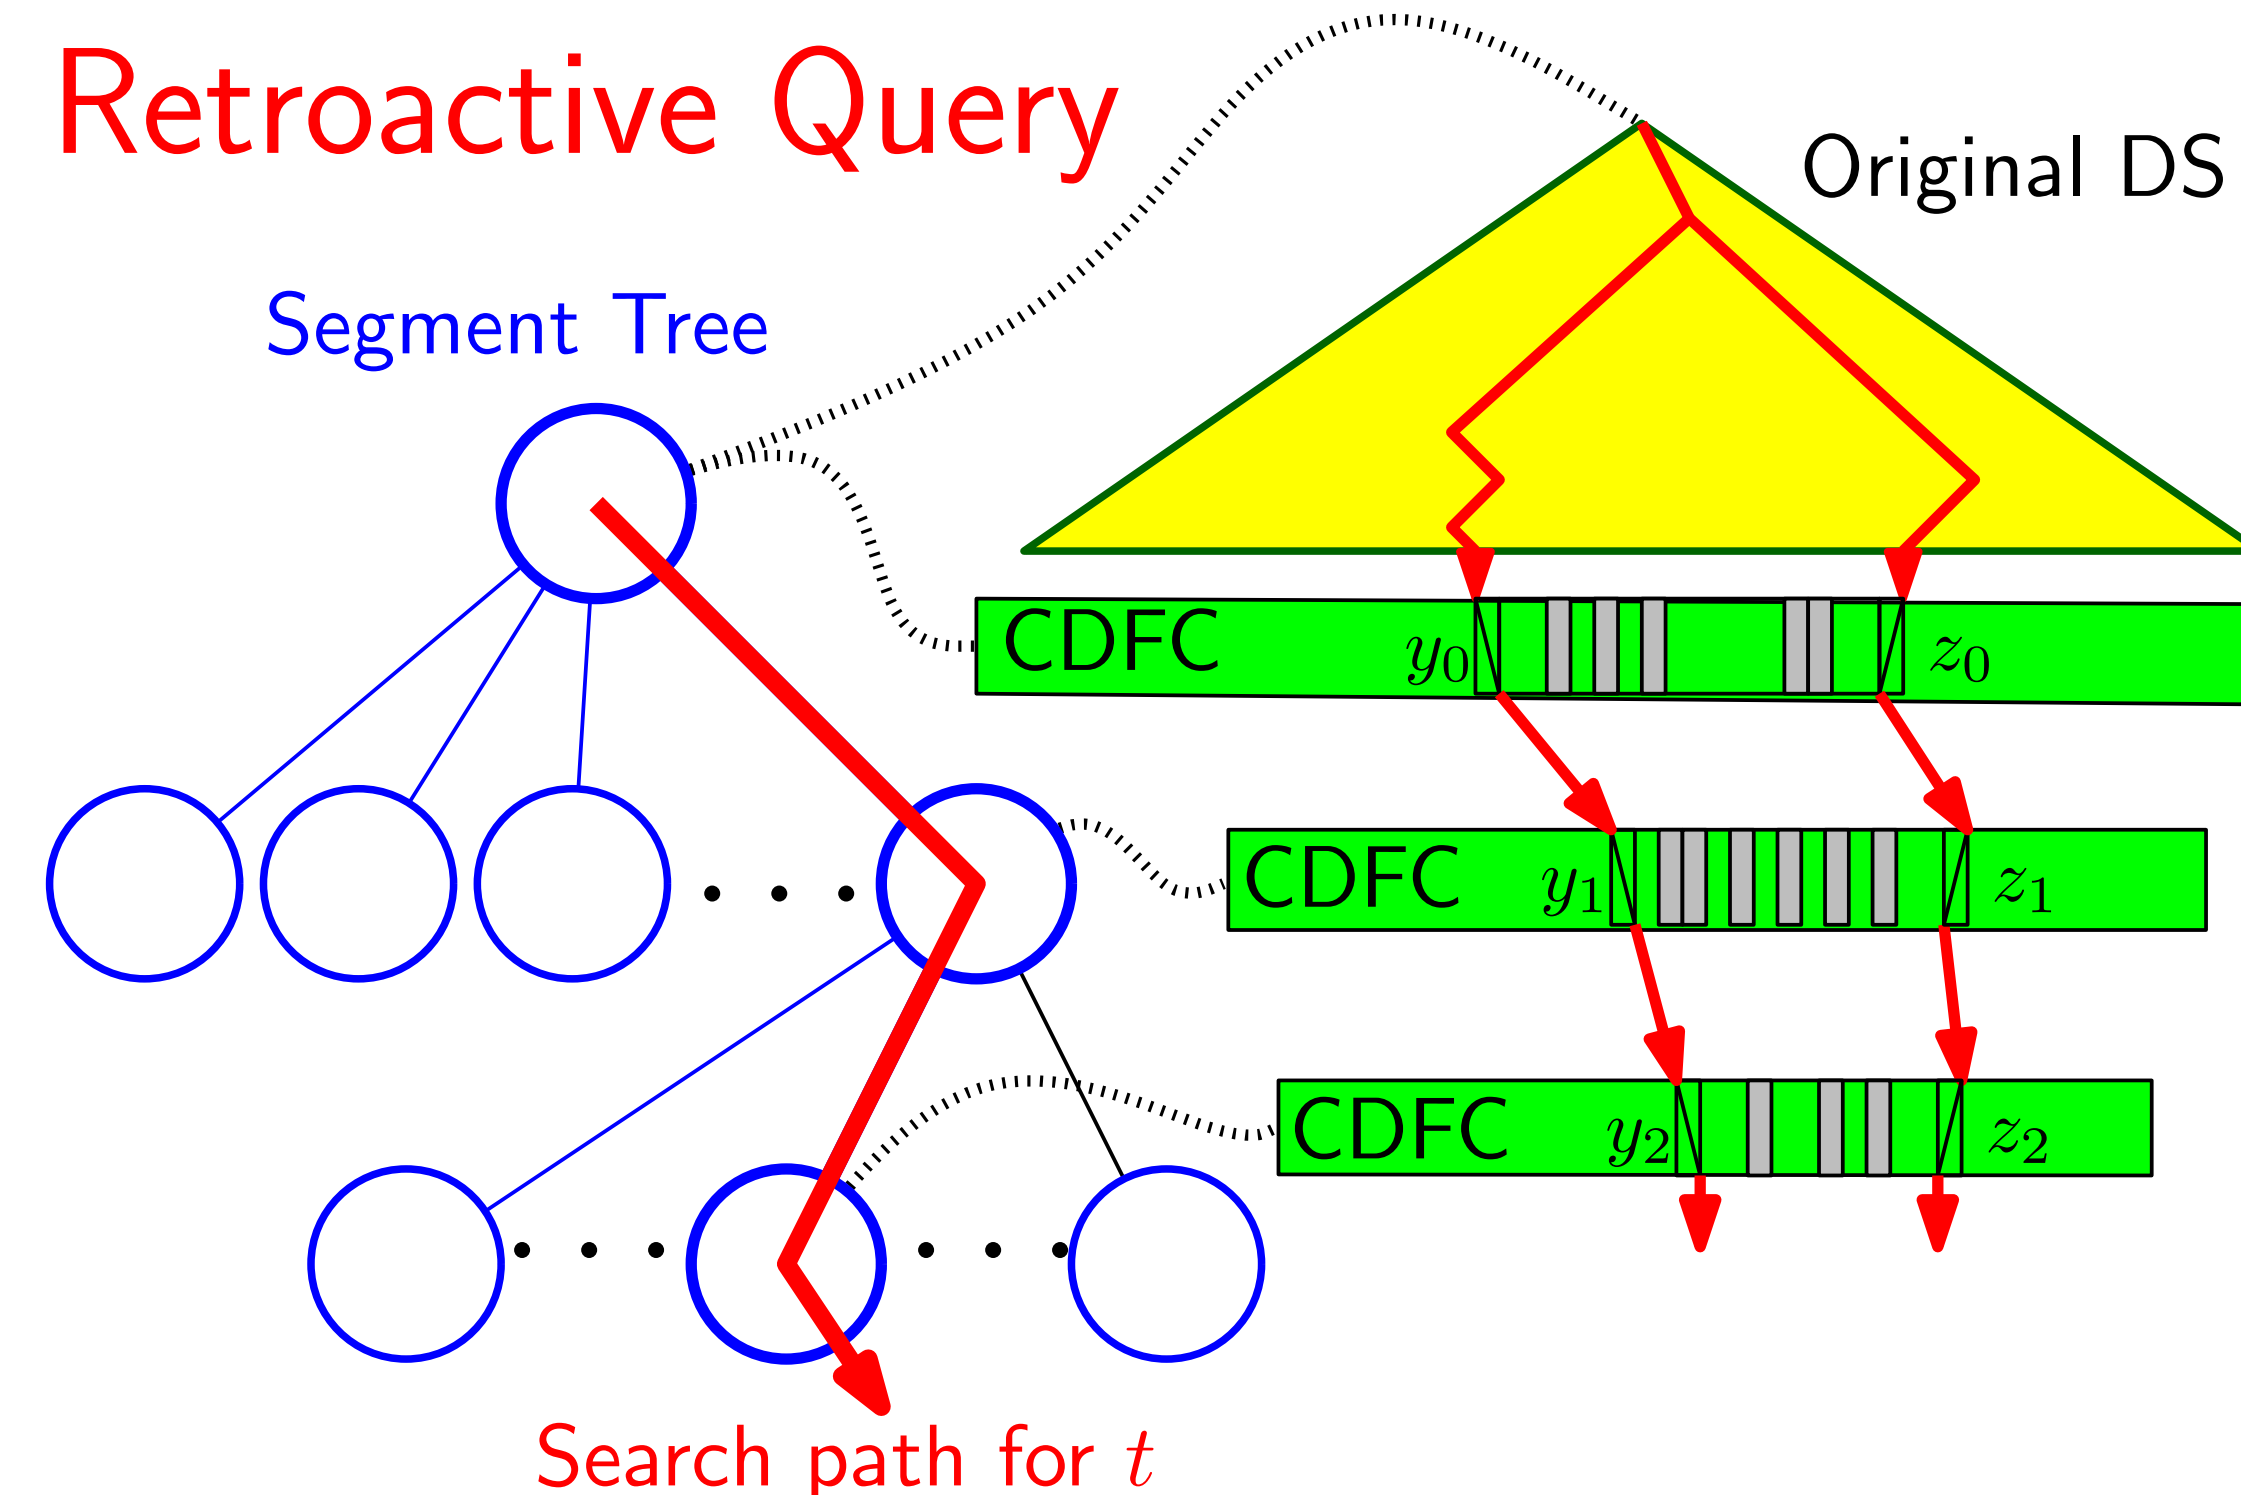 Retroactive Query
Original DS
Segment Tree
CDFC y₀ z₀
CDFC y₁ z₁
CDFC y₂ z₂
Search path for t